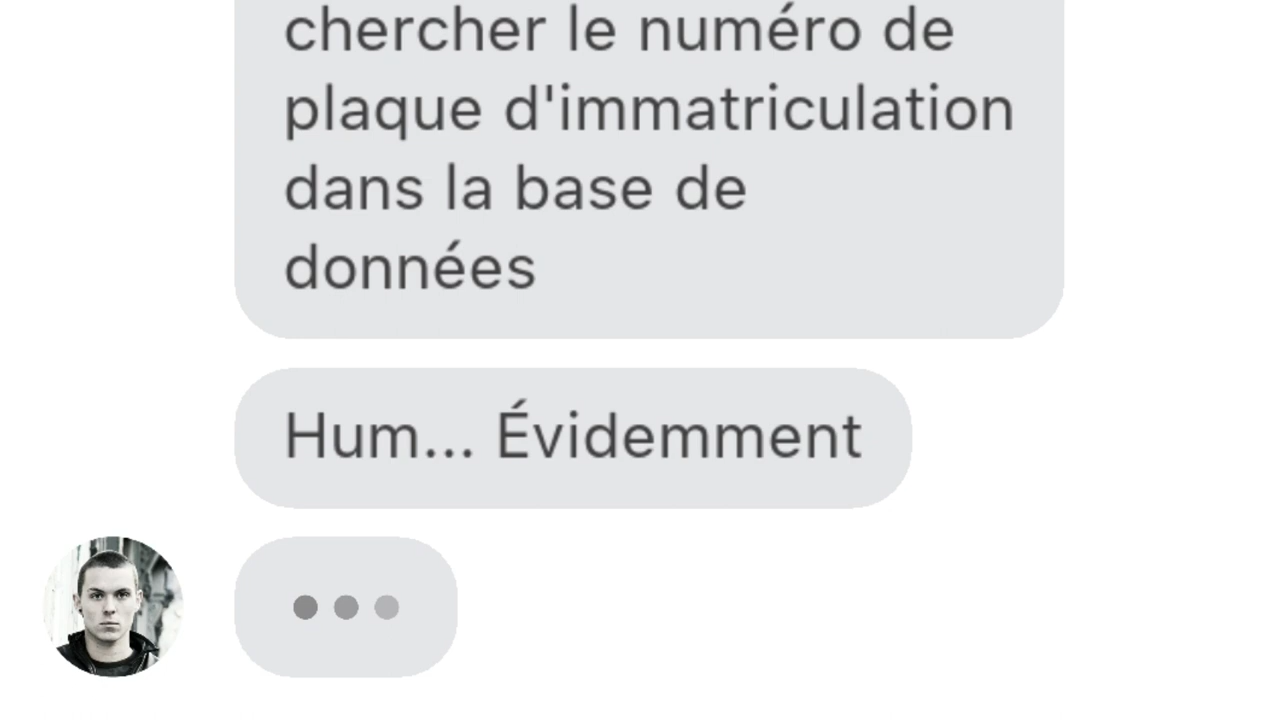 chercher le numéro de
plaque d'immatriculation
dans la base de
données
Hum... Évidemment